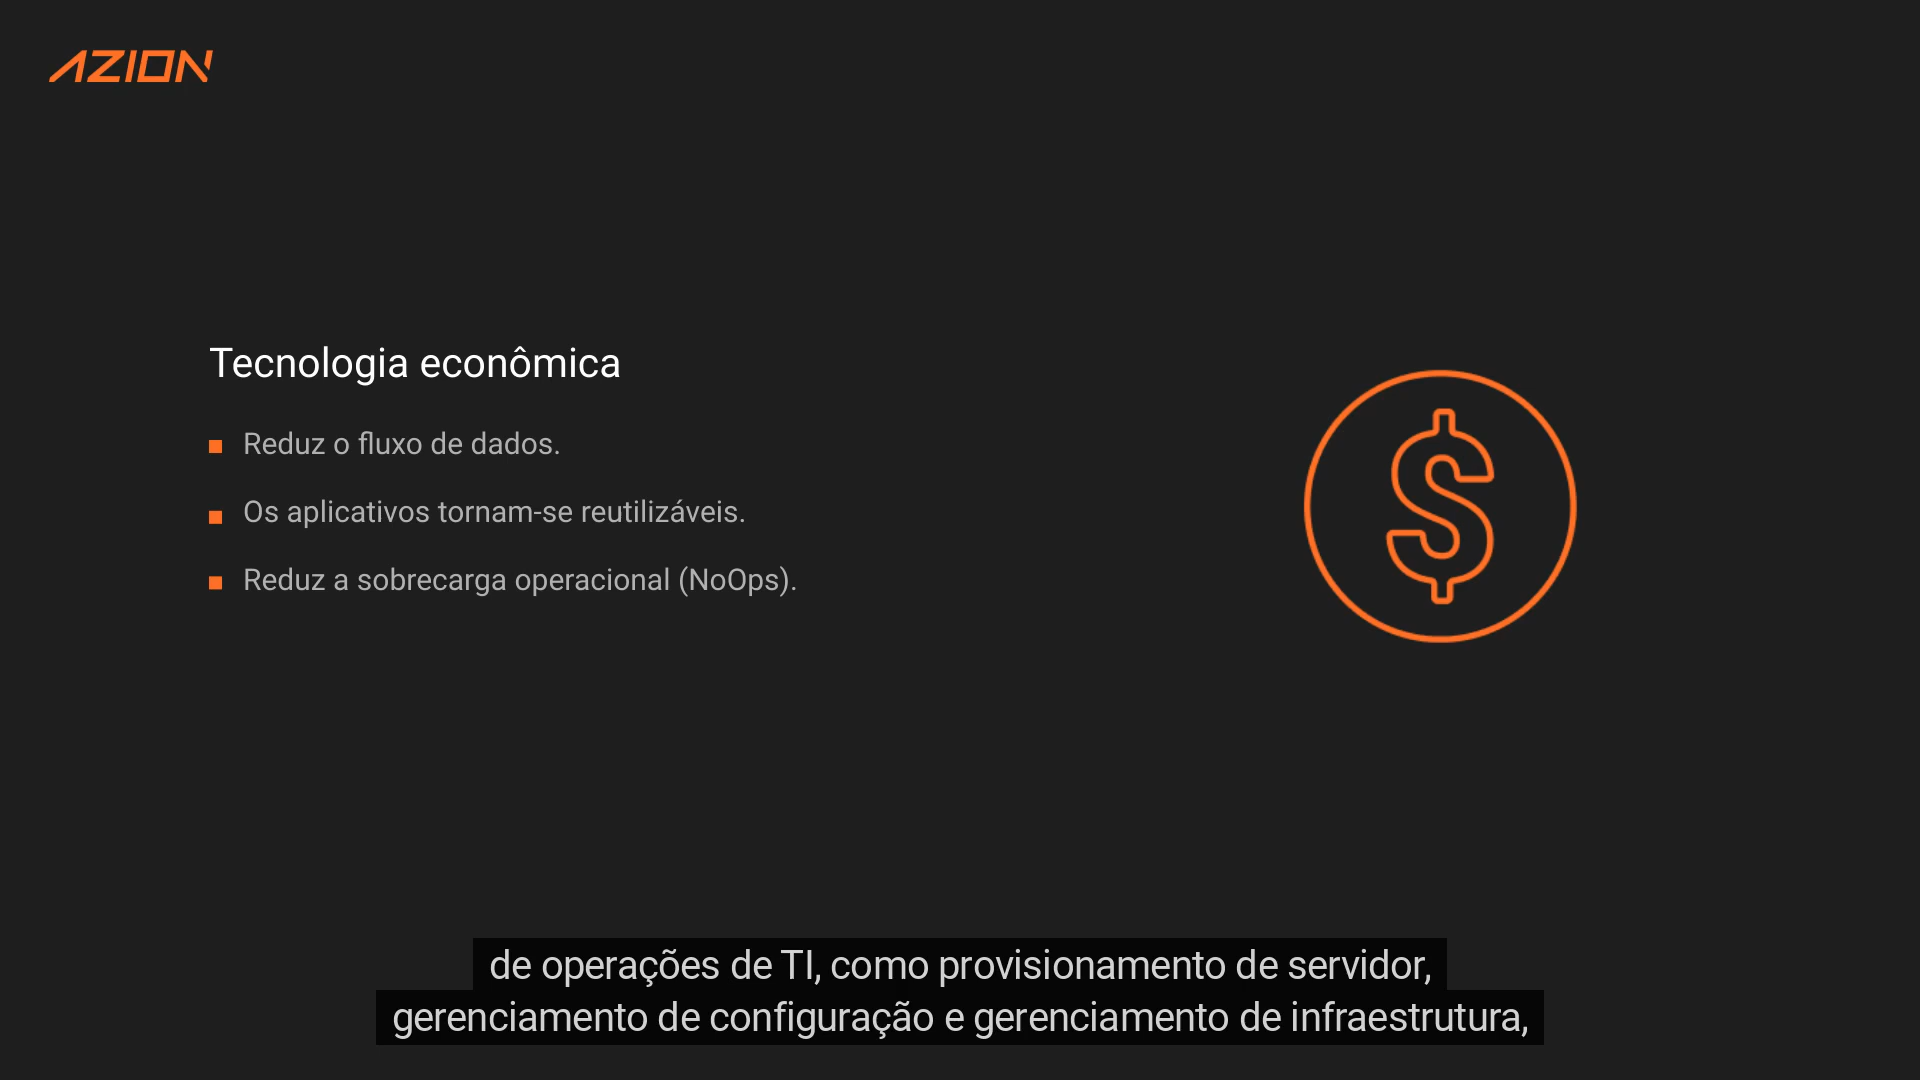 AZION
Tecnologia econômica
Reduz o fluxo de dados.
Os aplicativos tornam-se reutilizáveis.
Reduz a sobrecarga operacional (NoOps).
$
de operações de TI, como provisionamento de servidor,
gerenciamento de configuração e gerenciamento de infraestrutura,